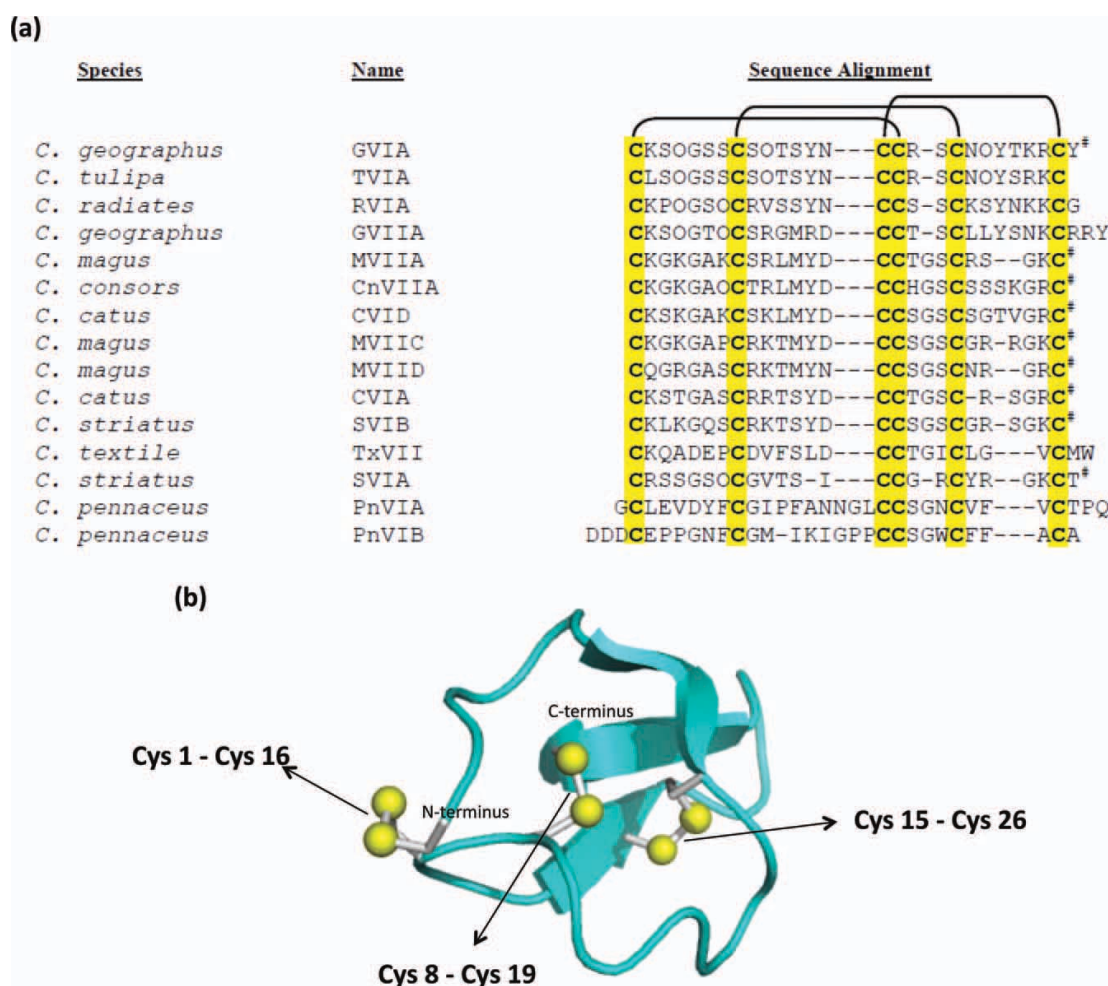 (a)
Species Name Sequence Alignment
C. geographus GVIA CKSOGSSCSOTSYN---CCR-SCNOYTKRCY#
C. tulipa TVIA CLSOGSSCSOTSYN---CCR-SCNOYSRKC
C. radiates RVIA CKPOGSOCRVSSYN---CCS-SCKSYNKKCG
C. geographus GVIIA CKSOGTOCSRGMRD---CCT-SCLLYSNKCRRY
C. magus MVIIA CKGKGAKCSRLMYD---CCTGSCRS--GKC#
C. consors CnVIIA CKGKGAOCTRLMYD---CCHGSCSSSKGRC#
C. catus CVID CKSKGAKCSKLMYD---CCSGSCSGTVGRC#
C. magus MVIIC CKGKGAPCRKTMYD---CCSGSCGR-RGKC#
C. magus MVIID CQGRGASCRKTMYN---CCSGSCNR--GRC#
C. catus CVIA CKSTGASCRRTSYD---CCTGSC-R-SGRC#
C. striatus SVIB CKLKGQSCRKTSYD---CCSGSCGR-SGKC#
C. textile TxVII CKQADEPCDVFSLD---CCTGICLG---VCMW
C. striatus SVIA CRSSGSOCGVTS-I---CCG-RCYR--GKCT#
C. pennaceus PnVIA GCLEVDYFCGIPFANNGLCCSGNCVF---VCTPQ
C. pennaceus PnVIB DDDCEPPGNFCGM-IKIGPPCCSGWCFF---ACA
(b)
C-terminus
Cys 1 - Cys 16
N-terminus
Cys 15 - Cys 26
Cys 8 - Cys 19